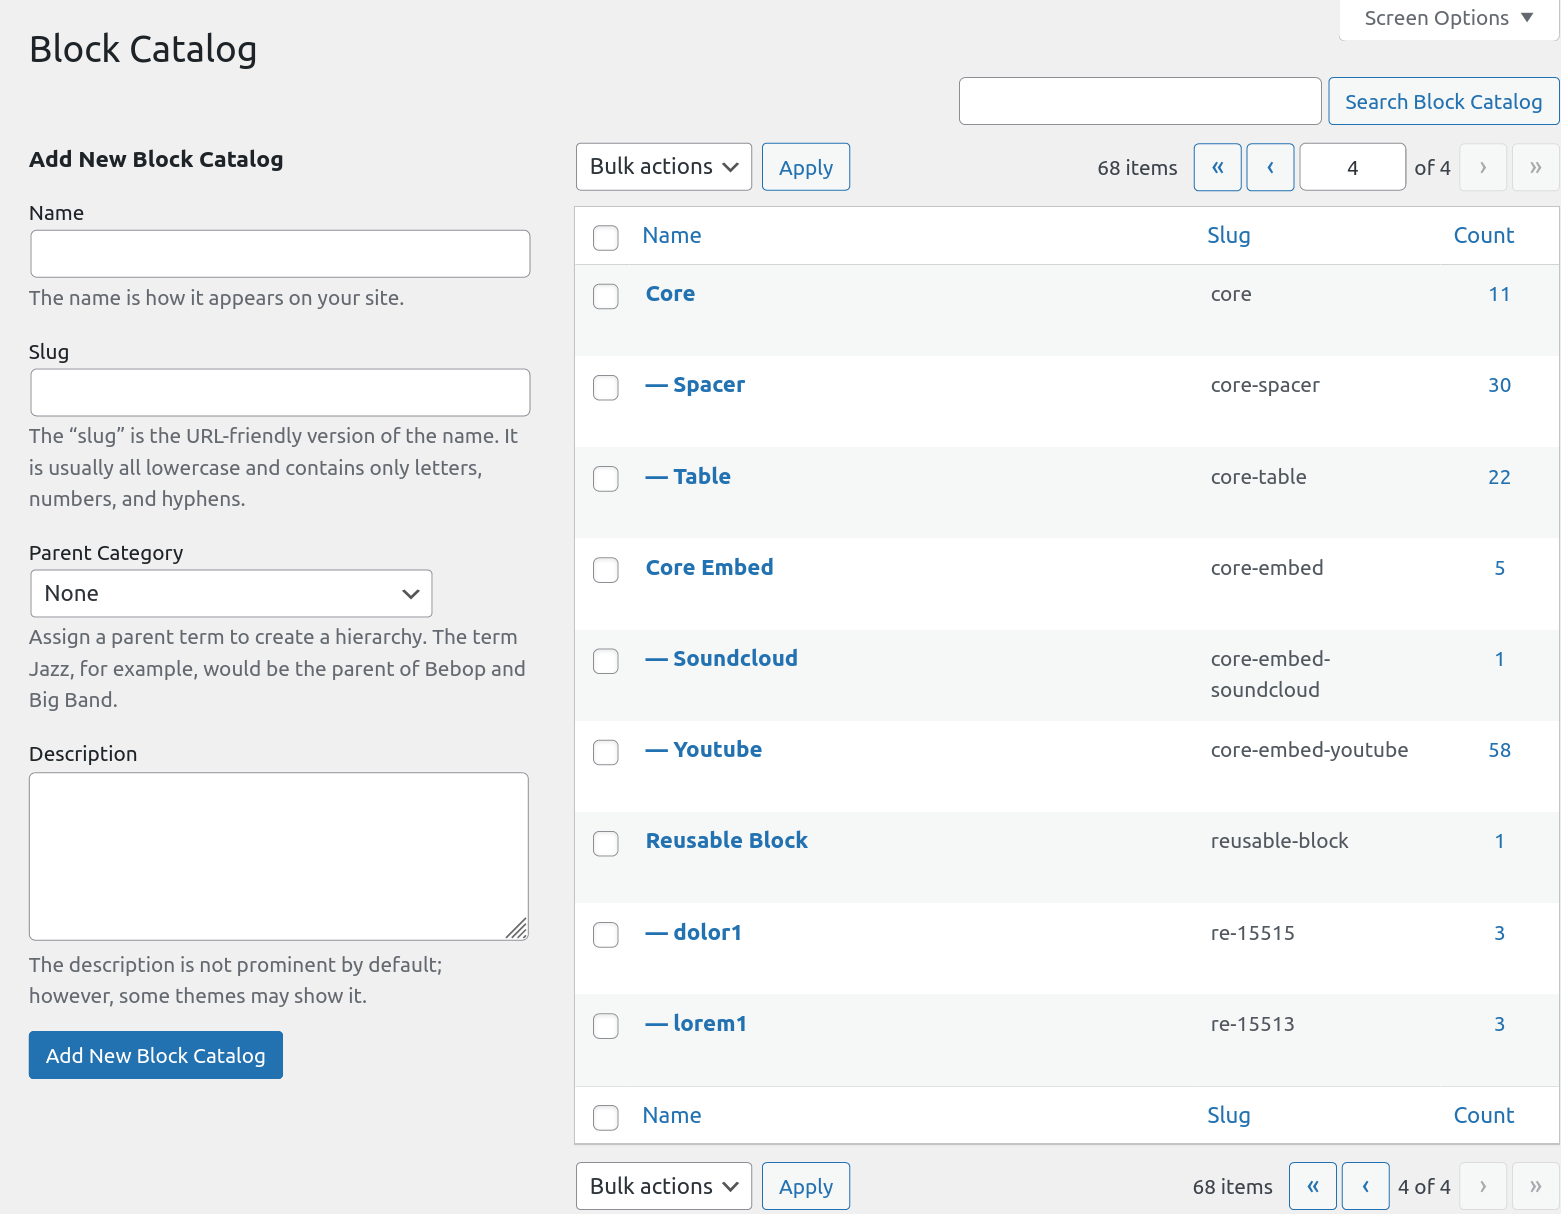 Screen Options ▼
Block Catalog
Search Block Catalog
Add New Block Catalog
Name
The name is how it appears on your site.
Slug
The “slug” is the URL-friendly version of the name. It
is usually all lowercase and contains only letters,
numbers, and hyphens.
Parent Category
None
Assign a parent term to create a hierarchy. The term
Jazz, for example, would be the parent of Bebop and
Big Band.
Description
The description is not prominent by default;
however, some themes may show it.
Add New Block Catalog
Bulk actions Apply 68 items « ‹ 4 of 4 › »
Name Slug Count
Core core 11
— Spacer core-spacer 30
— Table core-table 22
Core Embed core-embed 5
— Soundcloud core-embed- 1
soundcloud
— Youtube core-embed-youtube 58
Reusable Block reusable-block 1
— dolor1 re-15515 3
— lorem1 re-15513 3
Name Slug Count
Bulk actions Apply 68 items « ‹ 4 of 4 › »